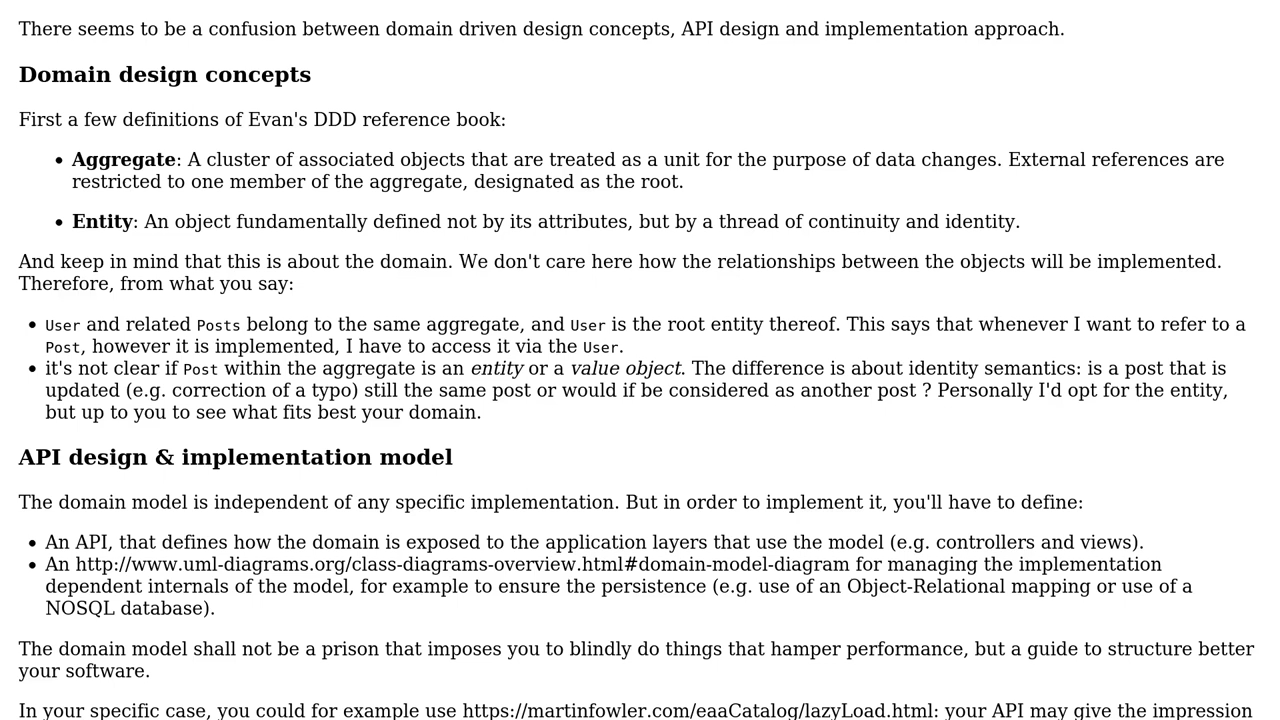 There seems to be a confusion between domain driven design concepts, API design and implementation approach.
Domain design concepts
First a few definitions of Evan's DDD reference book:
• Aggregate: A cluster of associated objects that are treated as a unit for the purpose of data changes. External references are
restricted to one member of the aggregate, designated as the root.
• Entity: An object fundamentally defined not by its attributes, but by a thread of continuity and identity.
And keep in mind that this is about the domain. We don't care here how the relationships between the objects will be implemented.
Therefore, from what you say:
• User and related Posts belong to the same aggregate, and User is the root entity thereof. This says that whenever I want to refer to a
Post, however it is implemented, I have to access it via the User.
• it's not clear if Post within the aggregate is an entity or a value object. The difference is about identity semantics: is a post that is
updated (e.g. correction of a typo) still the same post or would if be considered as another post ? Personally I'd opt for the entity,
but up to you to see what fits best your domain.
API design & implementation model
The domain model is independent of any specific implementation. But in order to implement it, you'll have to define:
• An API, that defines how the domain is exposed to the application layers that use the model (e.g. controllers and views).
• An http://www.uml-diagrams.org/class-diagrams-overview.html#domain-model-diagram for managing the implementation
dependent internals of the model, for example to ensure the persistence (e.g. use of an Object-Relational mapping or use of a
NOSQL database).
The domain model shall not be a prison that imposes you to blindly do things that hamper performance, but a guide to structure better
your software.
In your specific case, you could for example use https://martinfowler.com/eaaCatalog/lazyLoad.html: your API may give the impression